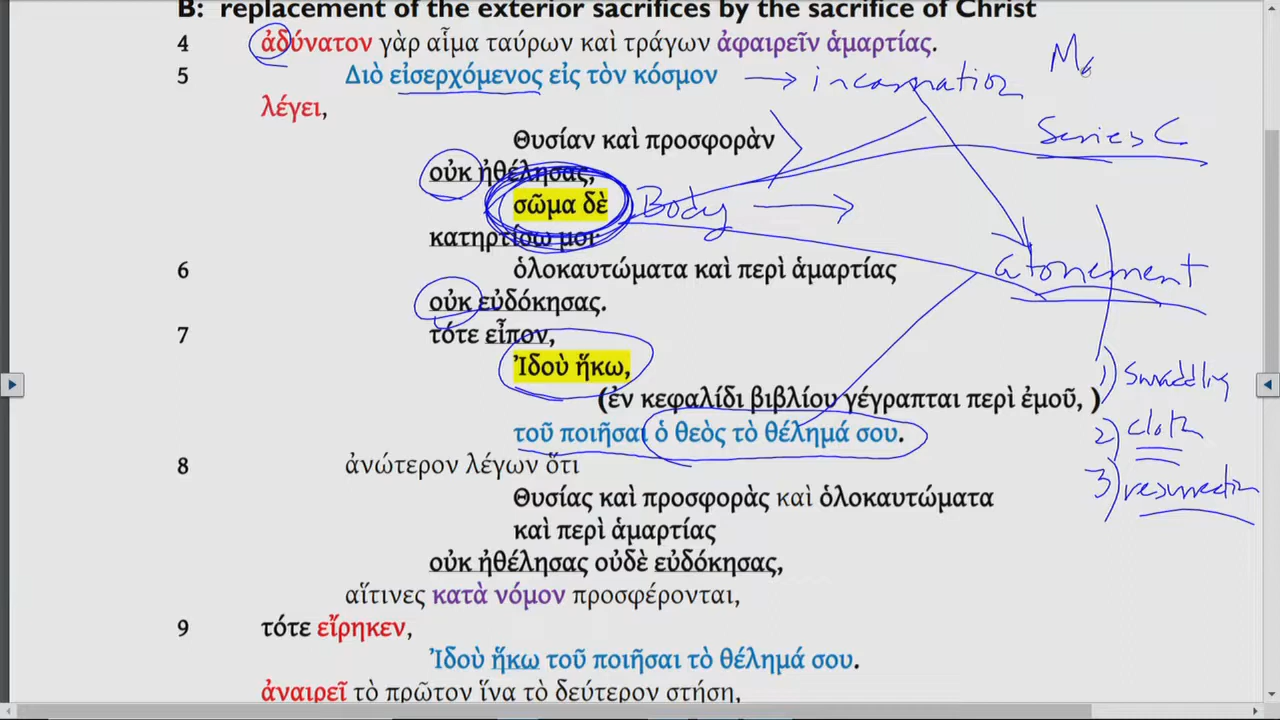 B: replacement of the exterior sacrifices by the sacrifice of Christ
4 ἀδύνατον γὰρ αἷμα ταύρων καὶ τράγων ἀφαιρεῖν ἁμαρτίας.
5 Διὸ εἰσερχόμενος εἰς τὸν κόσμον → incarnation
M
λέγει,
Series C
Θυσίαν καὶ προσφορὰν
οὐκ ἠθέλησας,
σῶμα δὲ Body →
κατηρτίσω μοι·
6 ὁλοκαυτώματα καὶ περὶ ἁμαρτίας
atonement
οὐκ εὐδόκησας.
7 τότε εἶπον,
Ἰδοὺ ἥκω,
1) swaddling
(ἐν κεφαλίδι βιβλίου γέγραπται περὶ ἐμοῦ, )
τοῦ ποιῆσαι ὁ θεὸς τὸ θέλημά σου.
2) cloth
8 ἀνώτερον λέγων ὅτι
3) resurrection
Θυσίας καὶ προσφορὰς καὶ ὁλοκαυτώματα
καὶ περὶ ἁμαρτίας
οὐκ ἠθέλησας οὐδὲ εὐδόκησας,
αἵτινες κατὰ νόμον προσφέρονται,
9 τότε εἴρηκεν,
Ἰδοὺ ἥκω τοῦ ποιῆσαι τὸ θέλημά σου.
ἀναιρεῖ τὸ πρῶτον ἵνα τὸ δεύτερον στήσῃ,